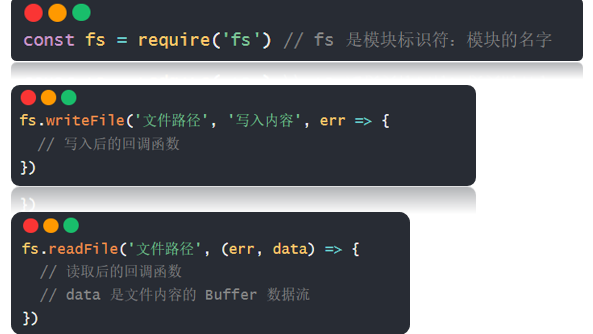 const fs = require('fs') // fs 是模块标识符：模块的名字
fs.writeFile('文件路径', '写入内容', err => {
  // 写入后的回调函数
})
})
fs.readFile('文件路径', (err, data) => {
  // 读取后的回调函数
  // data 是文件内容的 Buffer 数据流
})